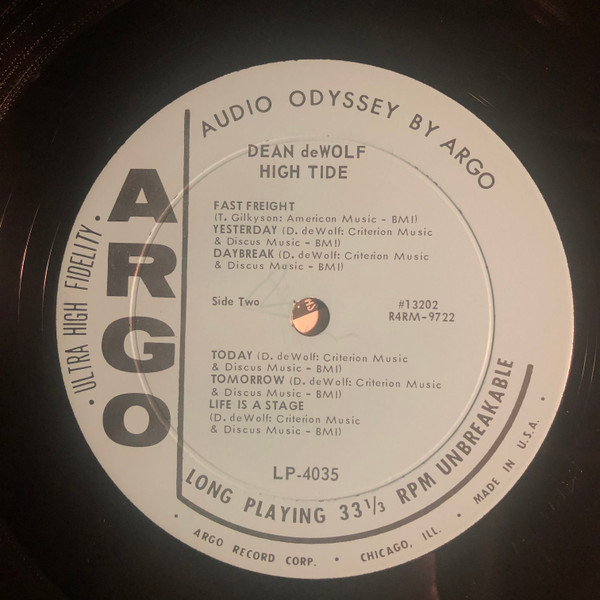 AUDIO ODYSSEY BY ARGO
DEAN deWOLF
HIGH TIDE
ARGO
· ULTRA HIGH FIDELITY ·
FAST FREIGHT
(T. Gilkyson: American Music - BMI)
YESTERDAY (D. deWolf: Criterion Music
& Discus Music - BMI)
DAYBREAK (D. deWolf: Criterion Music
& Discus Music - BMI)
Side Two
#13202
R4RM-9722
TODAY (D. deWolf: Criterion Music
& Discus Music - BMI)
TOMORROW (D. deWolf: Criterion Music
& Discus Music - BMI)
LIFE IS A STAGE
(D. deWolf: Criterion Music
& Discus Music - BMI)
LP-4035
LONG PLAYING 33 1/3 RPM UNBREAKABLE
· ARGO RECORD CORP. · CHICAGO, ILL. · MADE IN U.S.A. ·